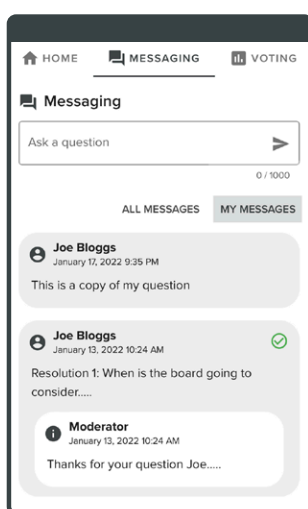 HOME MESSAGING VOTING
Messaging
Ask a question
0 / 1000
ALL MESSAGES MY MESSAGES
Joe Bloggs
January 17, 2022 9:35 PM
This is a copy of my question
Joe Bloggs
January 13, 2022 10:24 AM
Resolution 1: When is the board going to
consider.....
Moderator
January 13, 2022 10:24 AM
Thanks for your question Joe.....